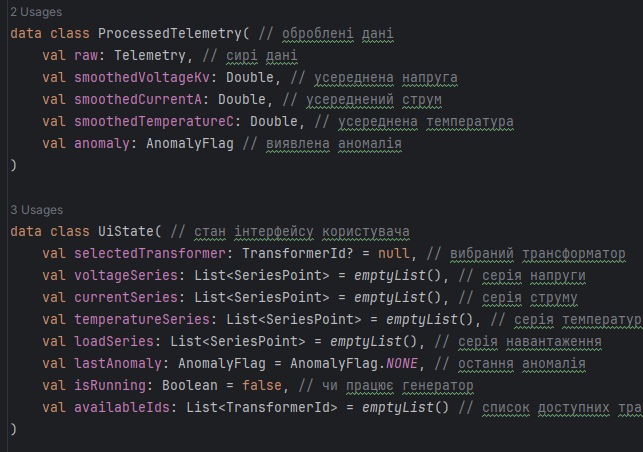 2 Usages
data class ProcessedTelemetry( // оброблені дані
    val raw: Telemetry, // сирі дані
    val smoothedVoltageKv: Double, // усереднена напруга
    val smoothedCurrentA: Double, // усереднений струм
    val smoothedTemperatureC: Double, // усереднена температура
    val anomaly: AnomalyFlag // виявлена аномалія
)
3 Usages
data class UiState( // стан інтерфейсу користувача
    val selectedTransformer: TransformerId? = null, // вибраний трансформатор
    val voltageSeries: List<SeriesPoint> = emptyList(), // серія напруги
    val currentSeries: List<SeriesPoint> = emptyList(), // серія струму
    val temperatureSeries: List<SeriesPoint> = emptyList(), // серія температур
    val loadSeries: List<SeriesPoint> = emptyList(), // серія навантаження
    val lastAnomaly: AnomalyFlag = AnomalyFlag.NONE, // остання аномалія
    val isRunning: Boolean = false, // чи працює генератор
    val availableIds: List<TransformerId> = emptyList() // список доступних тра
)